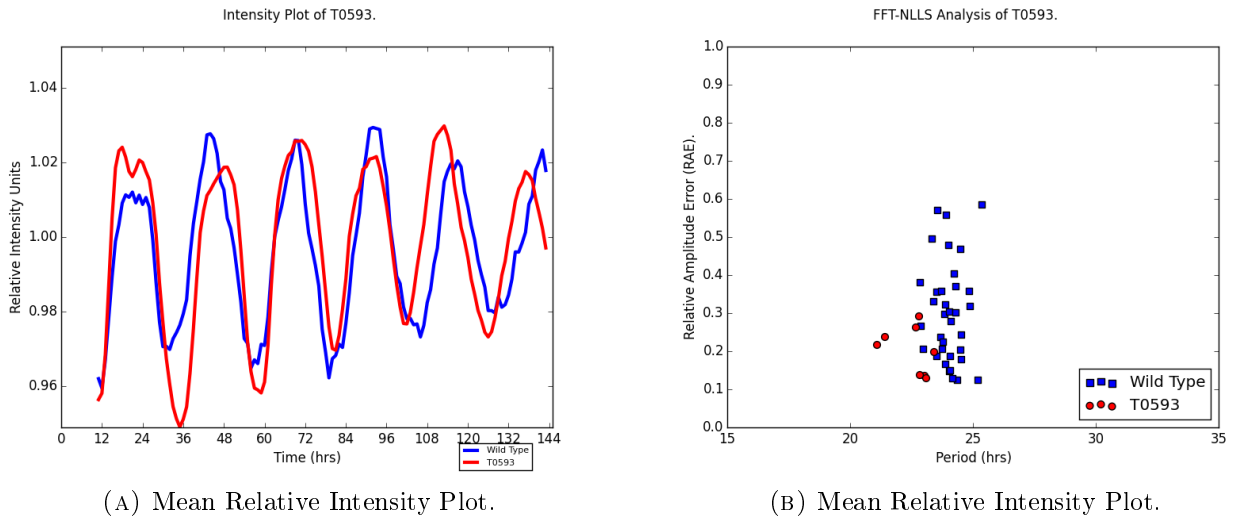 Intensity Plot of T0593.
Relative Intensity Units
1.04
1.02
1.00
0.98
0.96
0 12 24 36 48 60 72 84 96 108 120 132 144
Time (hrs)
Wild Type
T0593
(A) Mean Relative Intensity Plot.
FFT-NLLS Analysis of T0593.
Relative Amplitude Error (RAE).
1.0
0.9
0.8
0.7
0.6
0.5
0.4
0.3
0.2
0.1
0.0
15 20 25 30 35
Period (hrs)
Wild Type
T0593
(B) Mean Relative Intensity Plot.